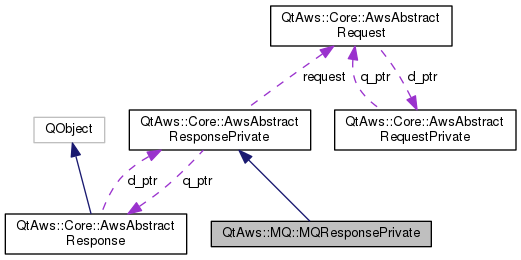 QtAws::Core::AwsAbstract
Request
request
q_ptr
d_ptr
QObject
QtAws::Core::AwsAbstract
ResponsePrivate
QtAws::Core::AwsAbstract
RequestPrivate
d_ptr
q_ptr
QtAws::Core::AwsAbstract
Response
QtAws::MQ::MQResponsePrivate